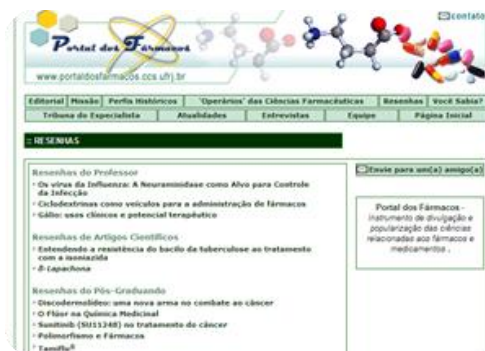 contato
Portal dos Fármacos
www.portaldosfarmacos.ccs.ufrj.br
Editorial Missão Perfis Históricos 'Operários' das Ciências Farmacêuticas Resenhas Você Sabia?
Tribuna do Especialista Atualidades Entrevistas Equipe Página Inicial
:: RESENHAS
Envie para um(a) amigo(a)
Resenhas do Professor
Os vírus da Influenza: A Neuraminidase como Alvo para Controle
da Infecção
Ciclodextrinas como veículos para a administração de fármacos
Gálio: usos clínicos e potencial terapêutico
Resenhas de Artigos Científicos
Entendendo a resistência do bacilo da tuberculose ao tratamento
com a isoniazida
ß-Lapachona
Resenhas do Pós-Graduando
Discodermolídeo: uma nova arma no combate ao câncer
O Flúor na Química Medicinal
Sunitinib (SU11248) no tratamento do câncer
Polimorfismo e Fármacos
Tamiflu®
Portal dos Fármacos -
Instrumento de divulgação e
popularização das ciências
relacionadas aos fármacos e
medicamentos .